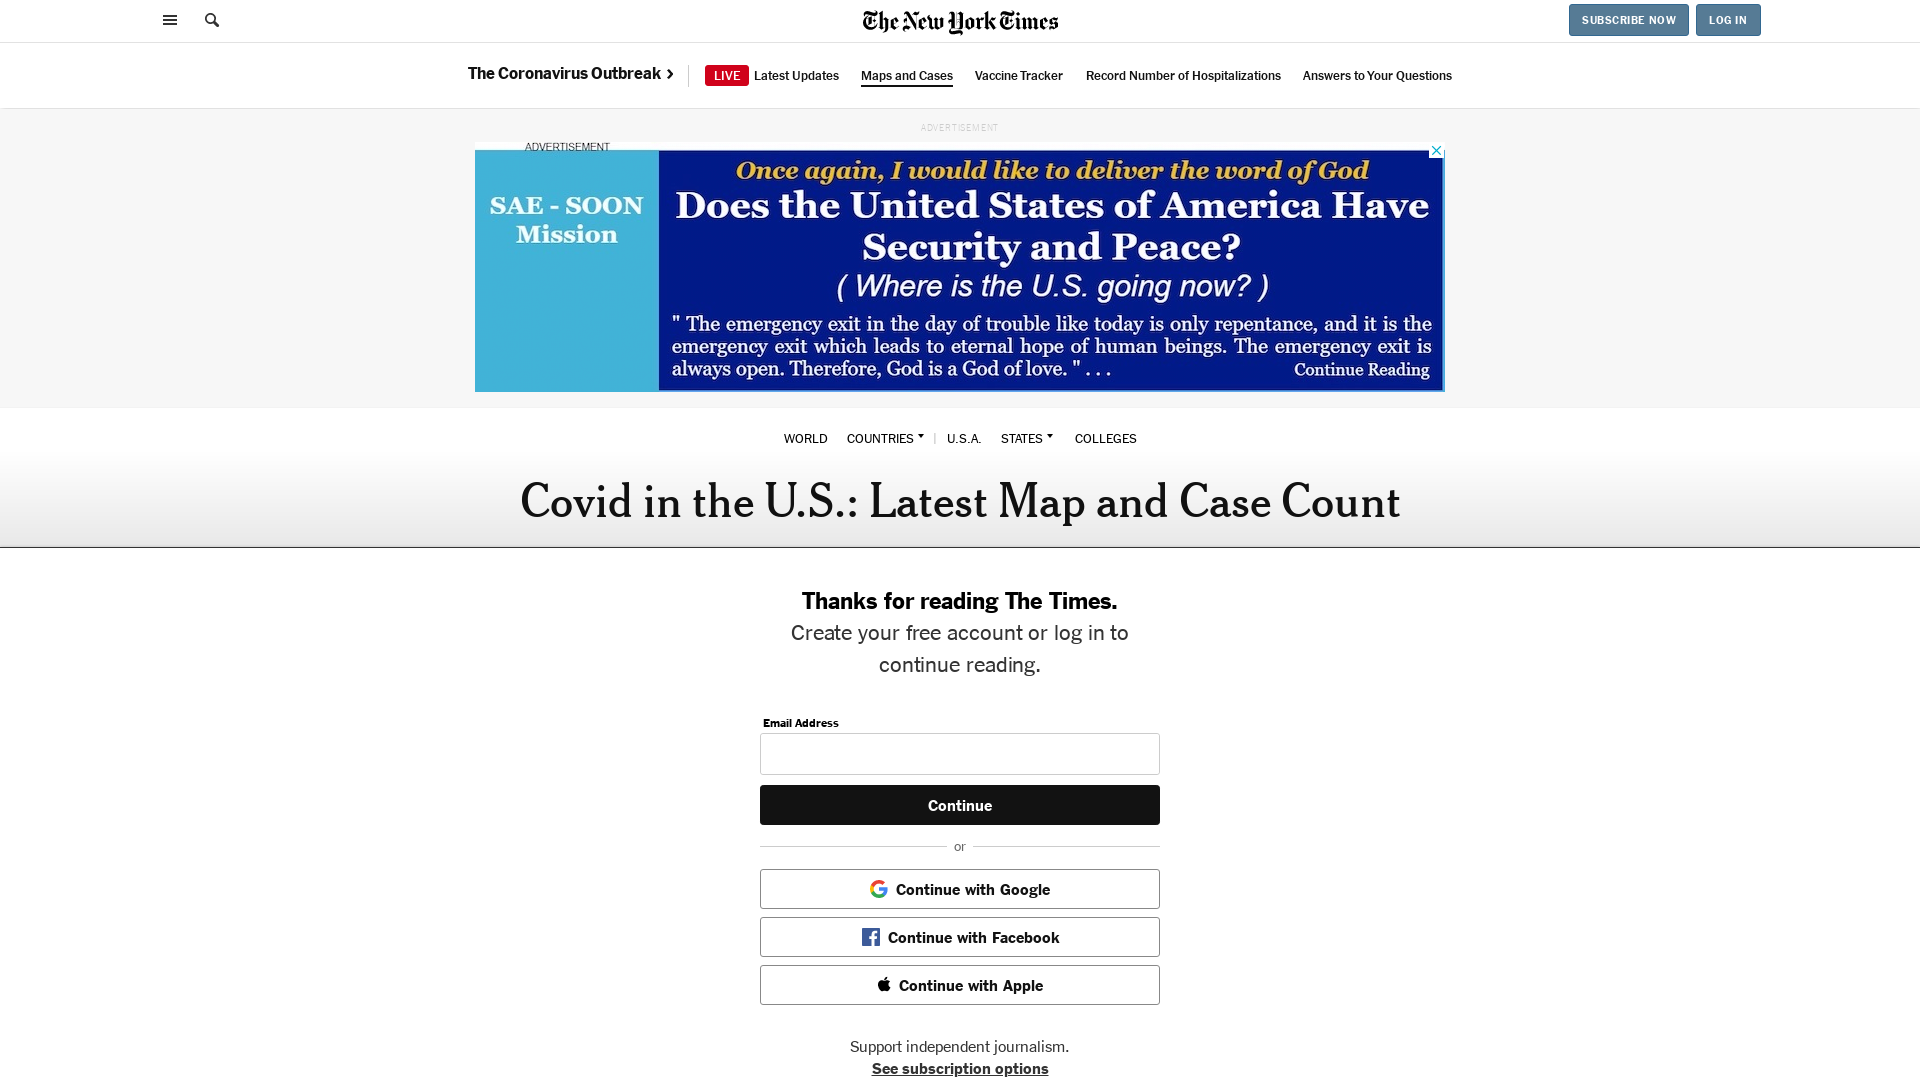 The New York Times
SUBSCRIBE NOW
LOG IN
The Coronavirus Outbreak
LIVE Latest Updates
Maps and Cases
Vaccine Tracker
Record Number of Hospitalizations
Answers to Your Questions
ADVERTISEMENT
ADVERTISEMENT
SAE - SOON
Mission
Once again, I would like to deliver the word of God
Does the United States of America Have
Security and Peace?
( Where is the U.S. going now? )
" The emergency exit in the day of trouble like today is only repentance, and it is the
emergency exit which leads to eternal hope of human beings. The emergency exit is
always open. Therefore, God is a God of love. " . . .
Continue Reading
WORLD COUNTRIES | U.S.A. STATES COLLEGES
Covid in the U.S.: Latest Map and Case Count
Thanks for reading The Times.
Create your free account or log in to
continue reading.
Email Address
Continue
or
Continue with Google
Continue with Facebook
Continue with Apple
Support independent journalism.
See subscription options